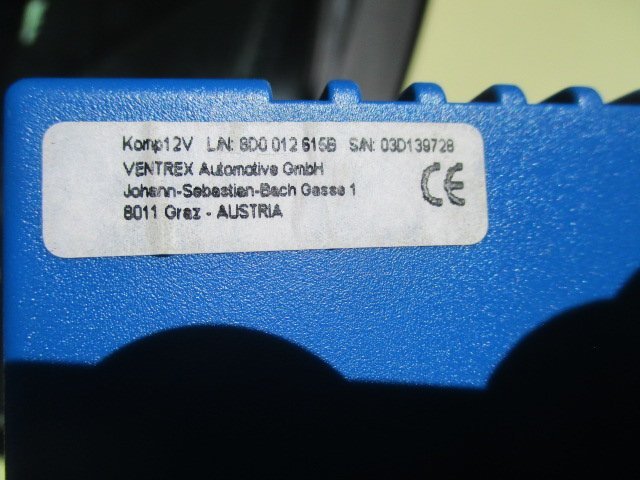 Komp12V L/N: 8D0 012 615B S/N: 03D139728
VENTREX Automotive GmbH
Johann-Sebastian-Bach Gasse 1
8011 Graz - AUSTRIA
CE